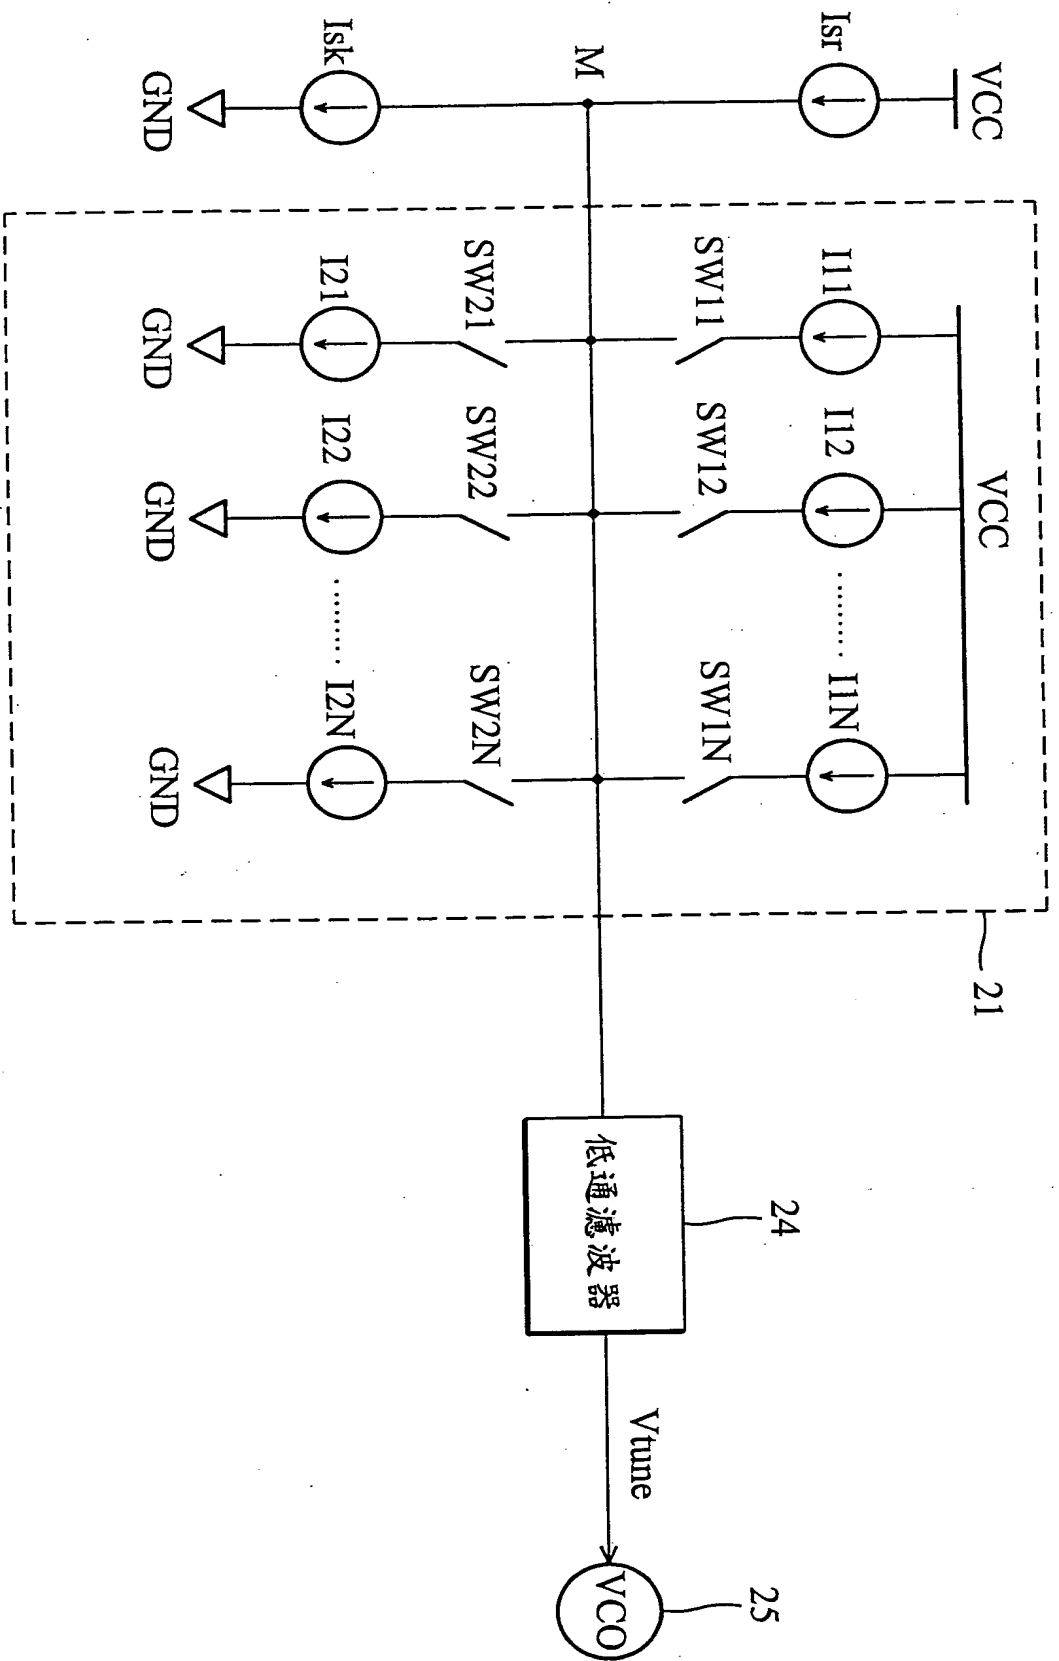 VCC
VCC
21
Isr
I11
I12
........
I1N
SW11
SW12
SW1N
24
25
M
低通濾波器
Vtune
VCO
SW21
SW22
SW2N
Isk
I21
I22
.........
I2N
GND
GND
GND
GND